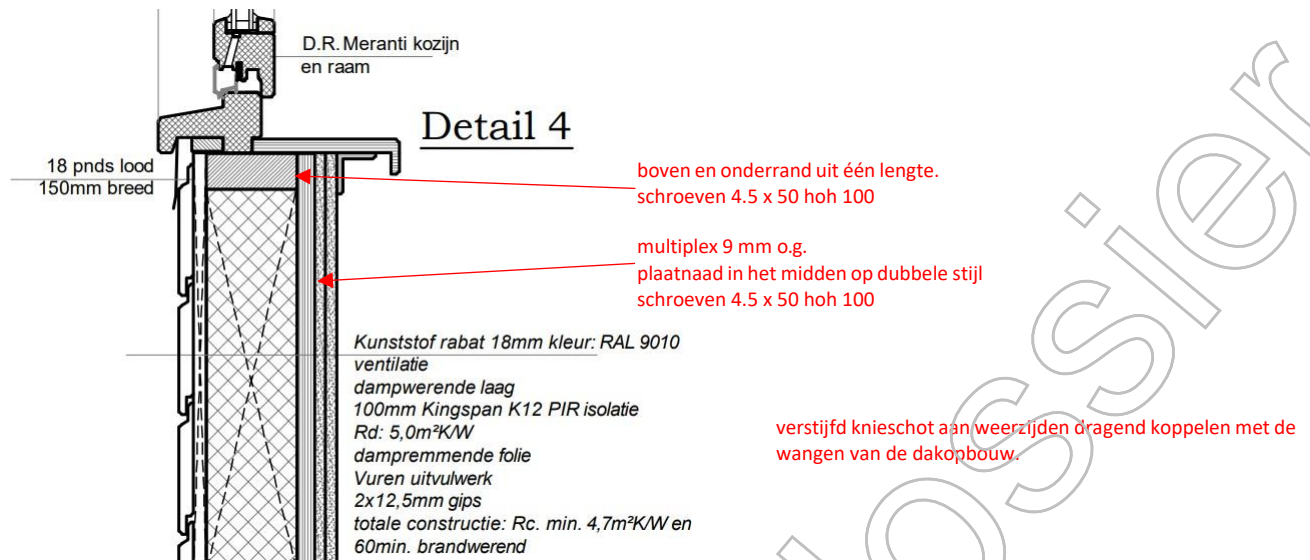 D.R. Meranti kozijn
en raam
Detail 4
18 pnds lood
150mm breed
boven en onderrand uit één lengte.
schroeven 4.5 x 50 hoh 100
multiplex 9 mm o.g.
plaatnaad in het midden op dubbele stijl
schroeven 4.5 x 50 hoh 100
Kunststof rabat 18mm kleur: RAL 9010
ventilatie
dampwerende laag
100mm Kingspan K12 PIR isolatie
Rd: 5,0m²K/W
dampremmende folie
Vuren uitvulwerk
2x12,5mm gips
totale constructie: Rc. min. 4,7m²K/W en
60min. brandwerend
verstijfd knieschot aan weerzijden dragend koppelen met de
wangen van de dakopbouw.
ossier